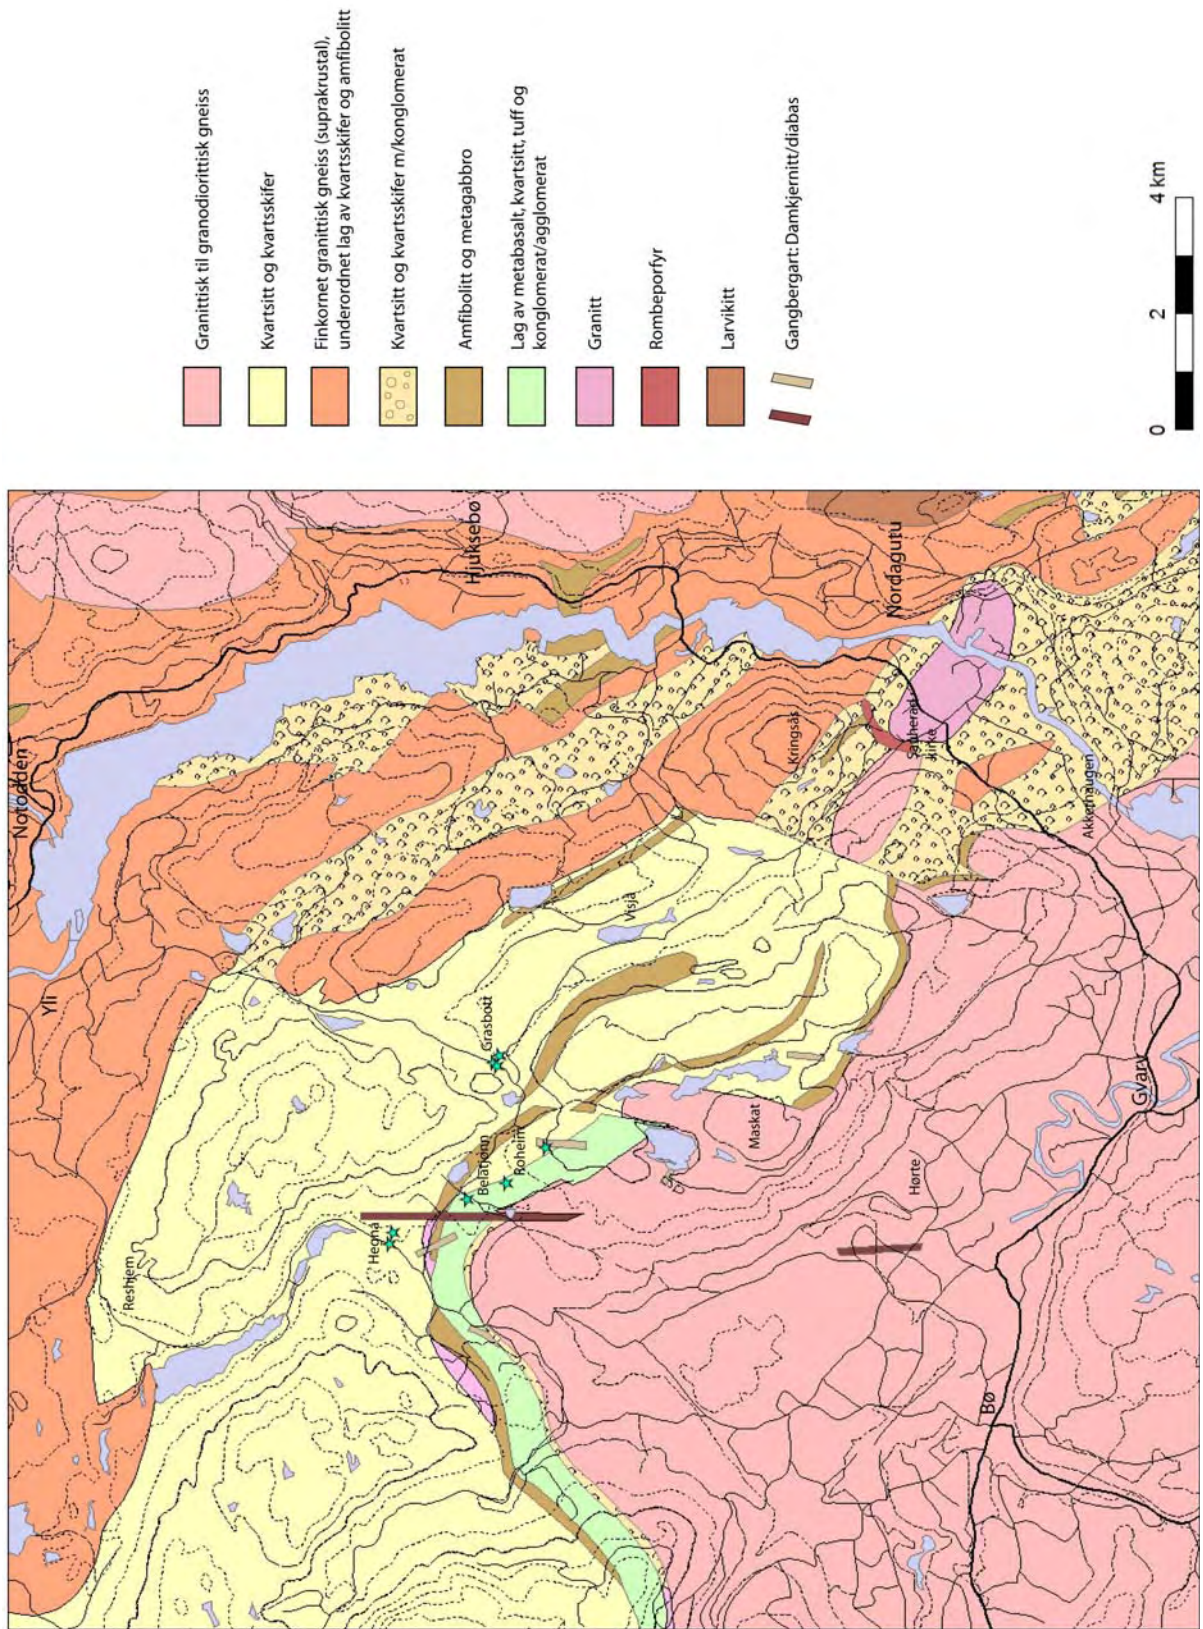 Granittisk til granodiorittisk gneiss
Kvartsitt og kvartsskifer
Finkornet granittisk gneiss (suprakrustal),
underordnet lag av kvartsskifer og amfibolitt
Kvartsitt og kvartsskifer m/konglomerat
Amfibolitt og metagabbro
Lag av metabasalt, kvartsitt, tuff og
konglomerat/agglomerat
Granitt
Rombeporfyr
Larvikitt
Gangbergart: Damkjernitt/diabas
0 2 4 km
Notodden
Yli
Hjuksebø
Reshjem
Grasbott
Visjå
Kringsås
Nordagutu
Hegna
Belatjønn
Roheim
Maskat
Sauherad
kirke
Hørte
Akkerhaugen
Gvarv
Bø